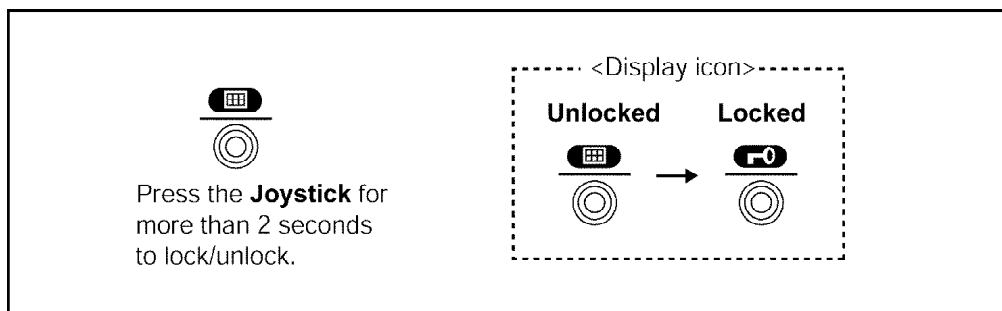 Press the Joystick for
more than 2 seconds
to lock/unlock.
<Display icon>
Unlocked Locked